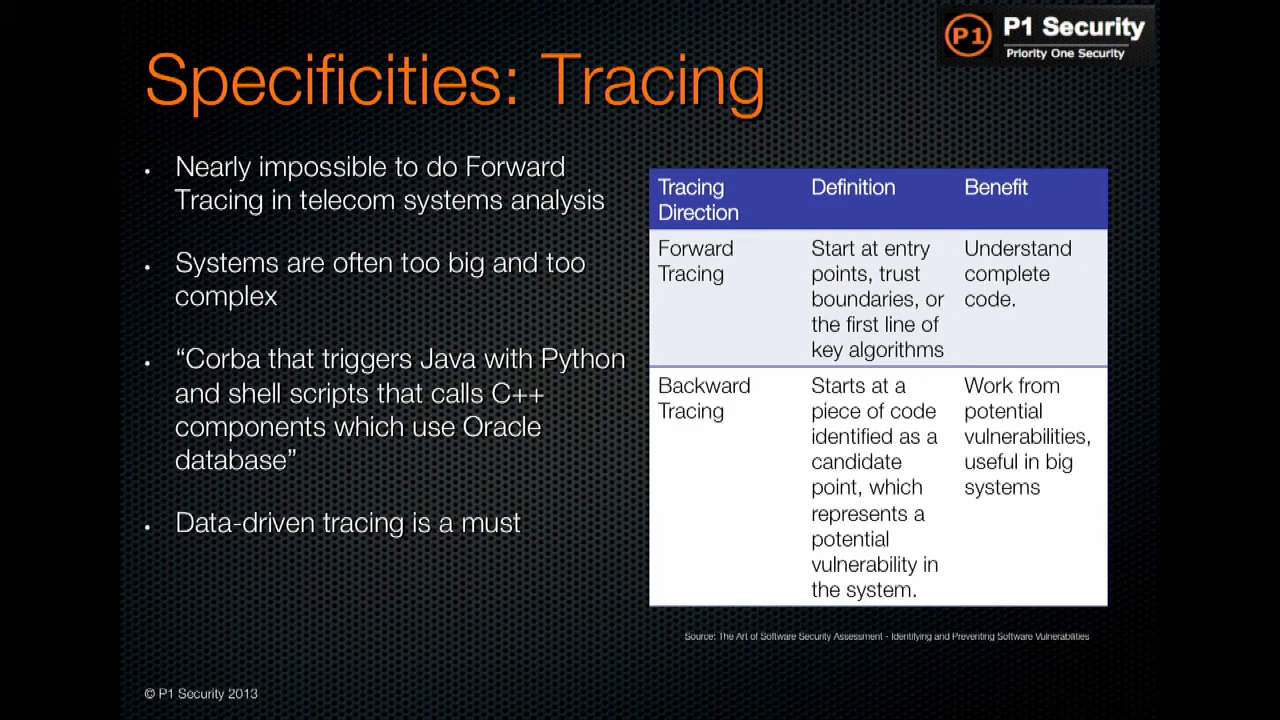 P1 P1 Security
Priority One Security
Specificities: Tracing
• Nearly impossible to do Forward
Tracing in telecom systems analysis
• Systems are often too big and too
complex
• “Corba that triggers Java with Python
and shell scripts that calls C++
components which use Oracle
database”
• Data-driven tracing is a must
Tracing
Direction
Definition
Benefit
Forward
Tracing
Start at entry
points, trust
boundaries, or
the first line of
key algorithms
Understand
complete
code.
Backward
Tracing
Starts at a
piece of code
identified as a
candidate
point, which
represents a
potential
vulnerability in
the system.
Work from
potential
vulnerabilities,
useful in big
systems
Source: The Art of Software Security Assessment - Identifying and Preventing Software Vulnerabilities
© P1 Security 2013